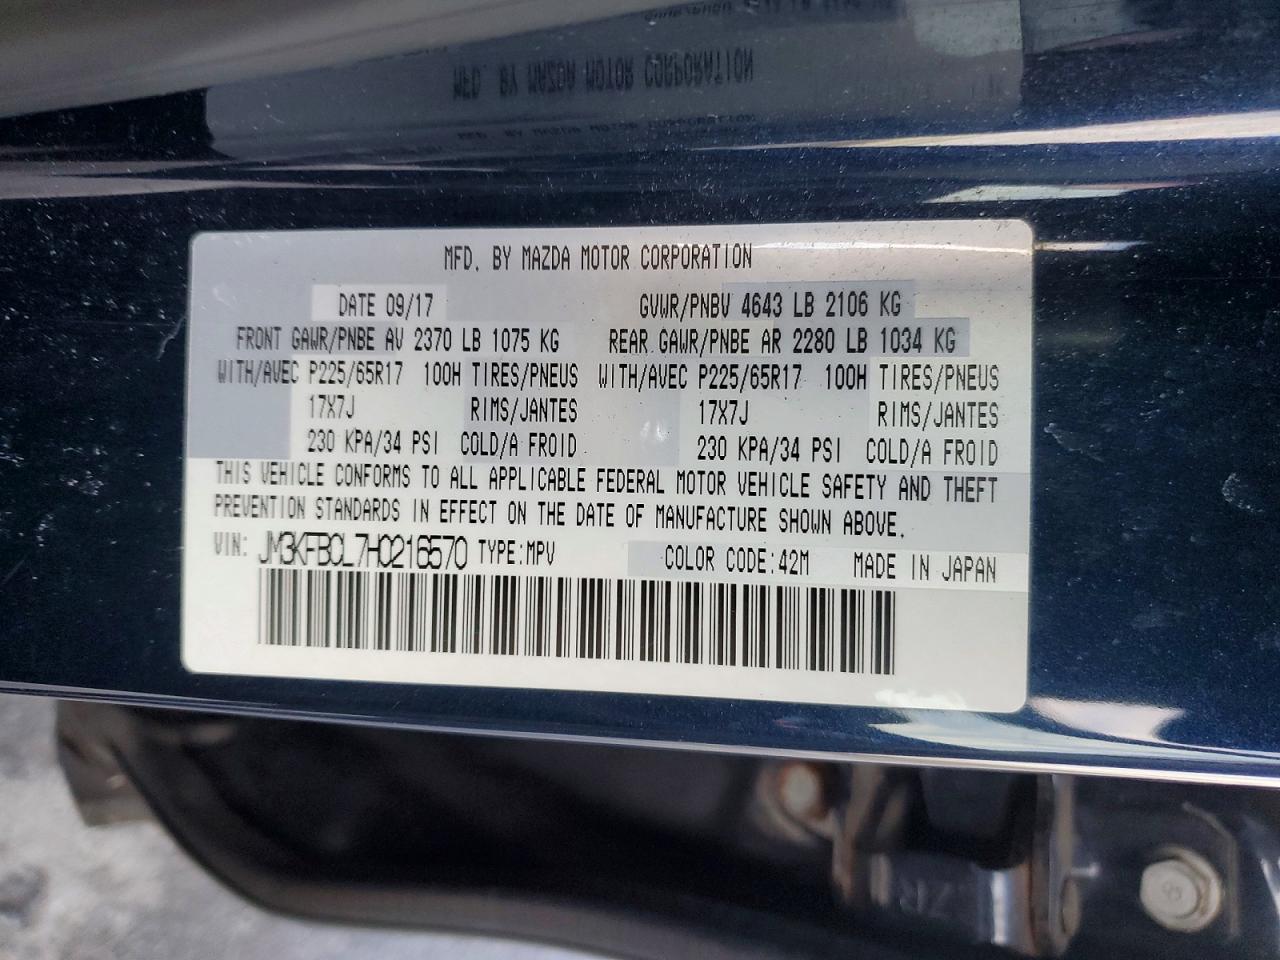 MFD. BY MAZDA MOTOR CORPORATION
DATE 09/17 GVWR/PNBV 4643 LB 2106 KG
FRONT GAWR/PNBE AV 2370 LB 1075 KG REAR GAWR/PNBE AR 2280 LB 1034 KG
WITH/AVEC P225/65R17 100H TIRES/PNEUS WITH/AVEC P225/65R17 100H TIRES/PNEUS
17X7J RIMS/JANTES 17X7J RIMS/JANTES
230 KPA/34 PSI COLD/A FROID 230 KPA/34 PSI COLD/A FROID
THIS VEHICLE CONFORMS TO ALL APPLICABLE FEDERAL MOTOR VEHICLE SAFETY AND THEFT
PREVENTION STANDARDS IN EFFECT ON THE DATE OF MANUFACTURE SHOWN ABOVE.
VIN: JM3KFBCL7H0216570 TYPE:MPV COLOR CODE:42M MADE IN JAPAN